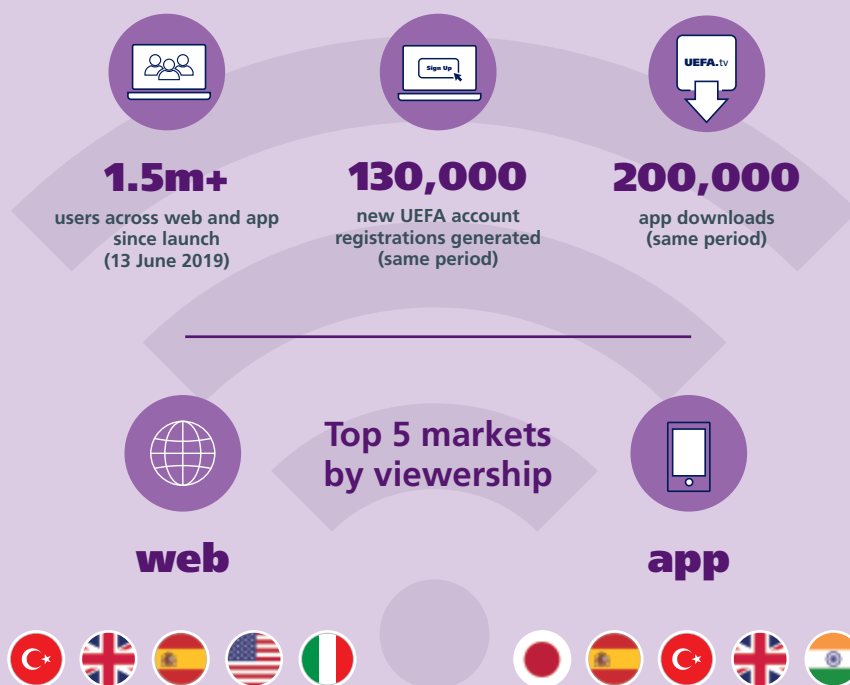 Sign Up
UEFA.tv
1.5m+
users across web and app
since launch
(13 June 2019)
130,000
new UEFA account
registrations generated
(same period)
200,000
app downloads
(same period)
Top 5 markets
by viewership
web
app